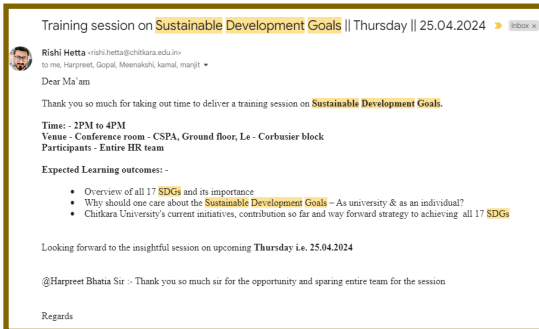 Training session on Sustainable Development Goals || Thursday || 25.04.2024 Inbox x
Rishi Hetta <rishi.hetta@chitkara.edu.in>
to me, Harpreet, Gopal, Meenakshi, kamal, manjit
Dear Ma'am
Thank you so much for taking out time to deliver a training session on Sustainable Development Goals.
Time: - 2PM to 4PM
Venue - Conference room - CSPA, Ground floor, Le - Corbusier block
Participants - Entire HR team
Expected Learning outcomes: -
• Overview of all 17 SDGs and its importance
• Why should one care about the Sustainable Development Goals – As university & as an individual?
• Chitkara University's current initiatives, contribution so far and way forward strategy to achieving all 17 SDGs
Looking forward to the insightful session on upcoming Thursday i.e. 25.04.2024
@Harpreet Bhatia Sir :- Thank you so much sir for the opportunity and sparing entire team for the session
Regards